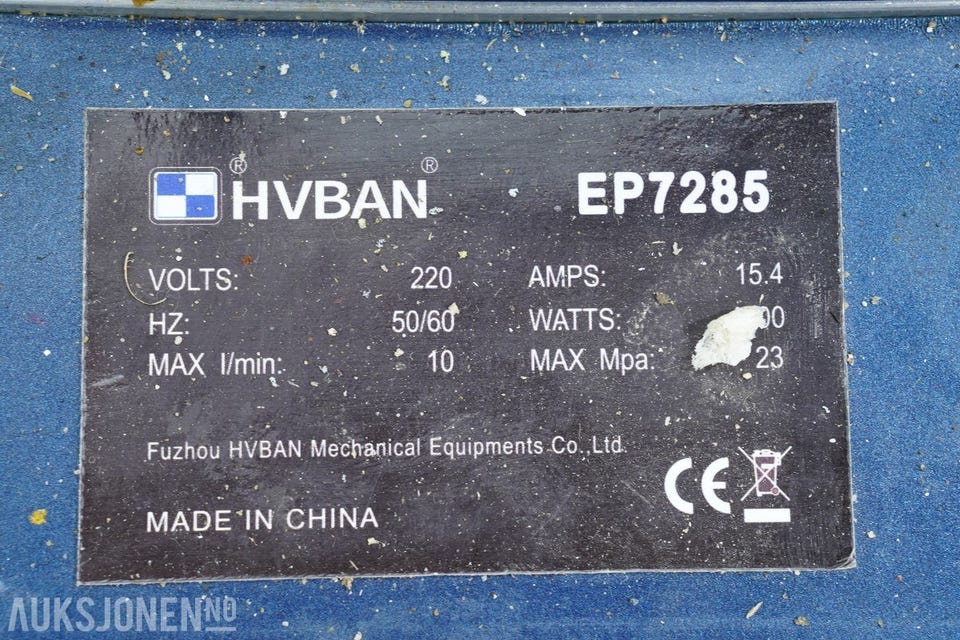 ® HVBAN ® EP7285
VOLTS: 220 AMPS: 15.4
HZ: 50/60 WATTS:
MAX l/min: 10 MAX Mpa: 23
Fuzhou HVBAN Mechanical Equipments Co.,Ltd.
MADE IN CHINA CE
AUKSJONEN.NO